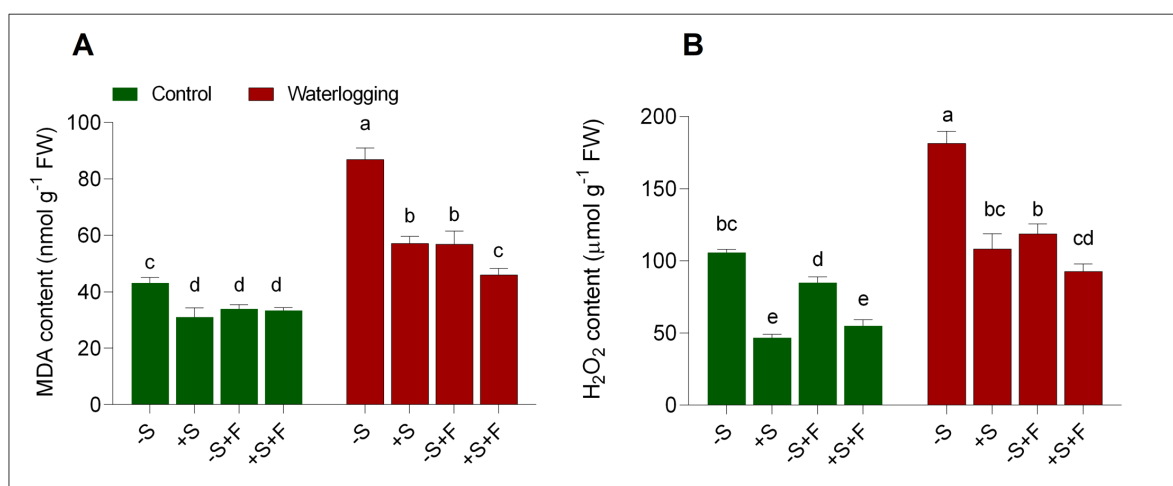 A
Control Waterlogging
MDA content (nmol g⁻¹ FW)
100
80
60
40
20
0
c d d d a b b c
-S +S -S+F +S+F -S +S -S+F +S+F
B
H₂O₂ content (μmol g⁻¹ FW)
200
150
100
50
0
bc e d e a bc b cd
-S +S -S+F +S+F -S +S -S+F +S+F